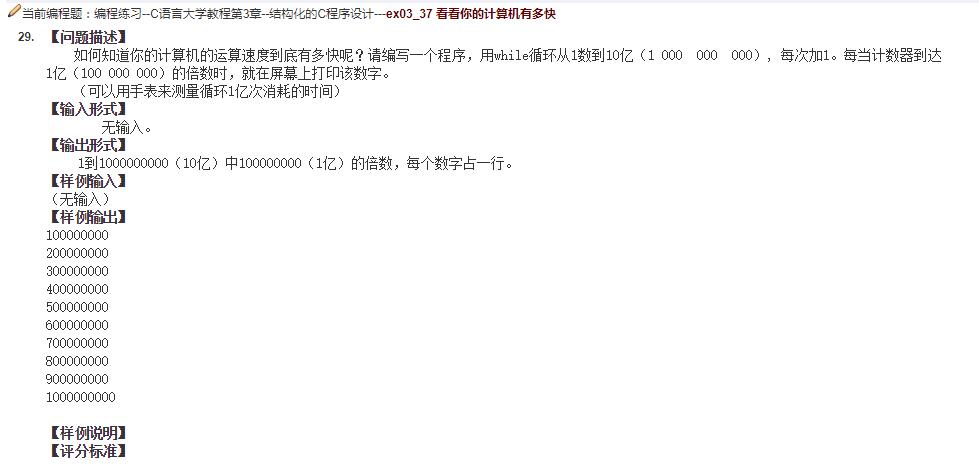 当前编程题：编程练习--C语言大学教程第3章--结构化的C程序设计---ex03_37 看看你的计算机有多快
29. 【问题描述】
如何知道你的计算机的运算速度到底有多快呢？请编写一个程序，用while循环从1数到10亿（1 000 000 000）, 每次加1。每当计数器到达
1亿（100 000 000）的倍数时，就在屏幕上打印该数字。
（可以用手表来测量循环1亿次消耗的时间）
【输入形式】
无输入。
【输出形式】
1到1000000000（10亿）中100000000（1亿）的倍数，每个数字占一行。
【样例输入】
（无输入）
【样例输出】
100000000
200000000
300000000
400000000
500000000
600000000
700000000
800000000
900000000
1000000000
【样例说明】
【评分标准】